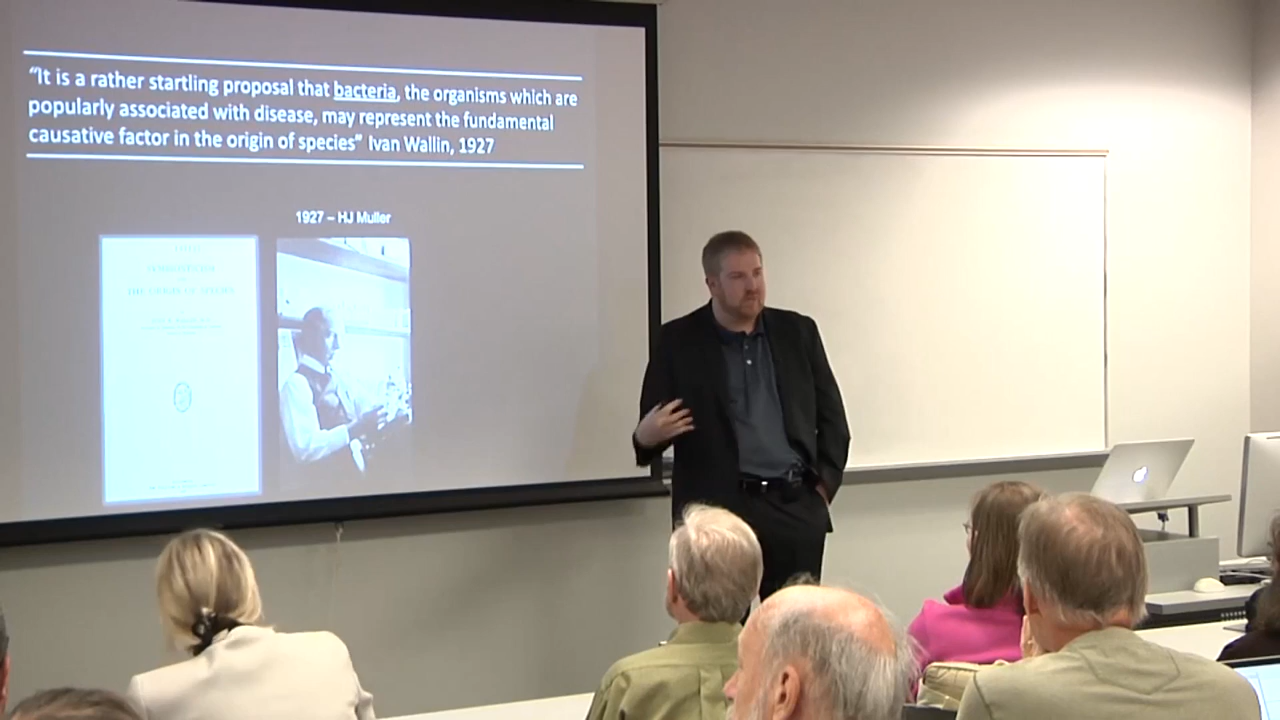 “It is a rather startling proposal that bacteria, the organisms which are
popularly associated with disease, may represent the fundamental
causative factor in the origin of species” Ivan Wallin, 1927
1927 – HJ Muller
THE ORIGIN OF SPECIES